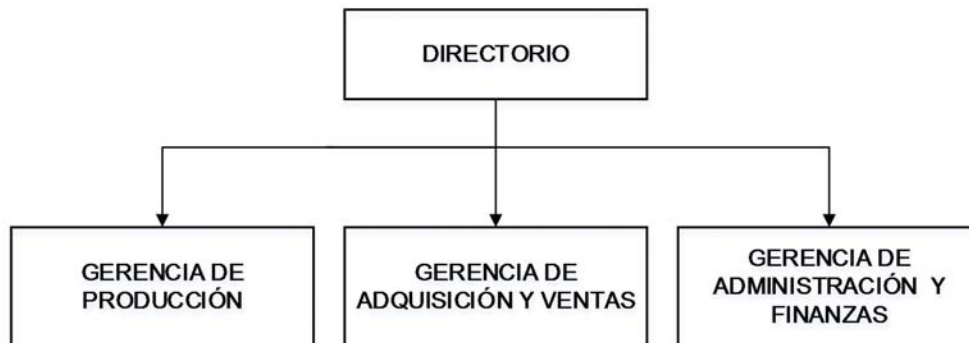 DIRECTORIO
GERENCIA DE
PRODUCCIÓN
GERENCIA DE
ADQUISICIÓN Y VENTAS
GERENCIA DE
ADMINISTRACIÓN Y
FINANZAS